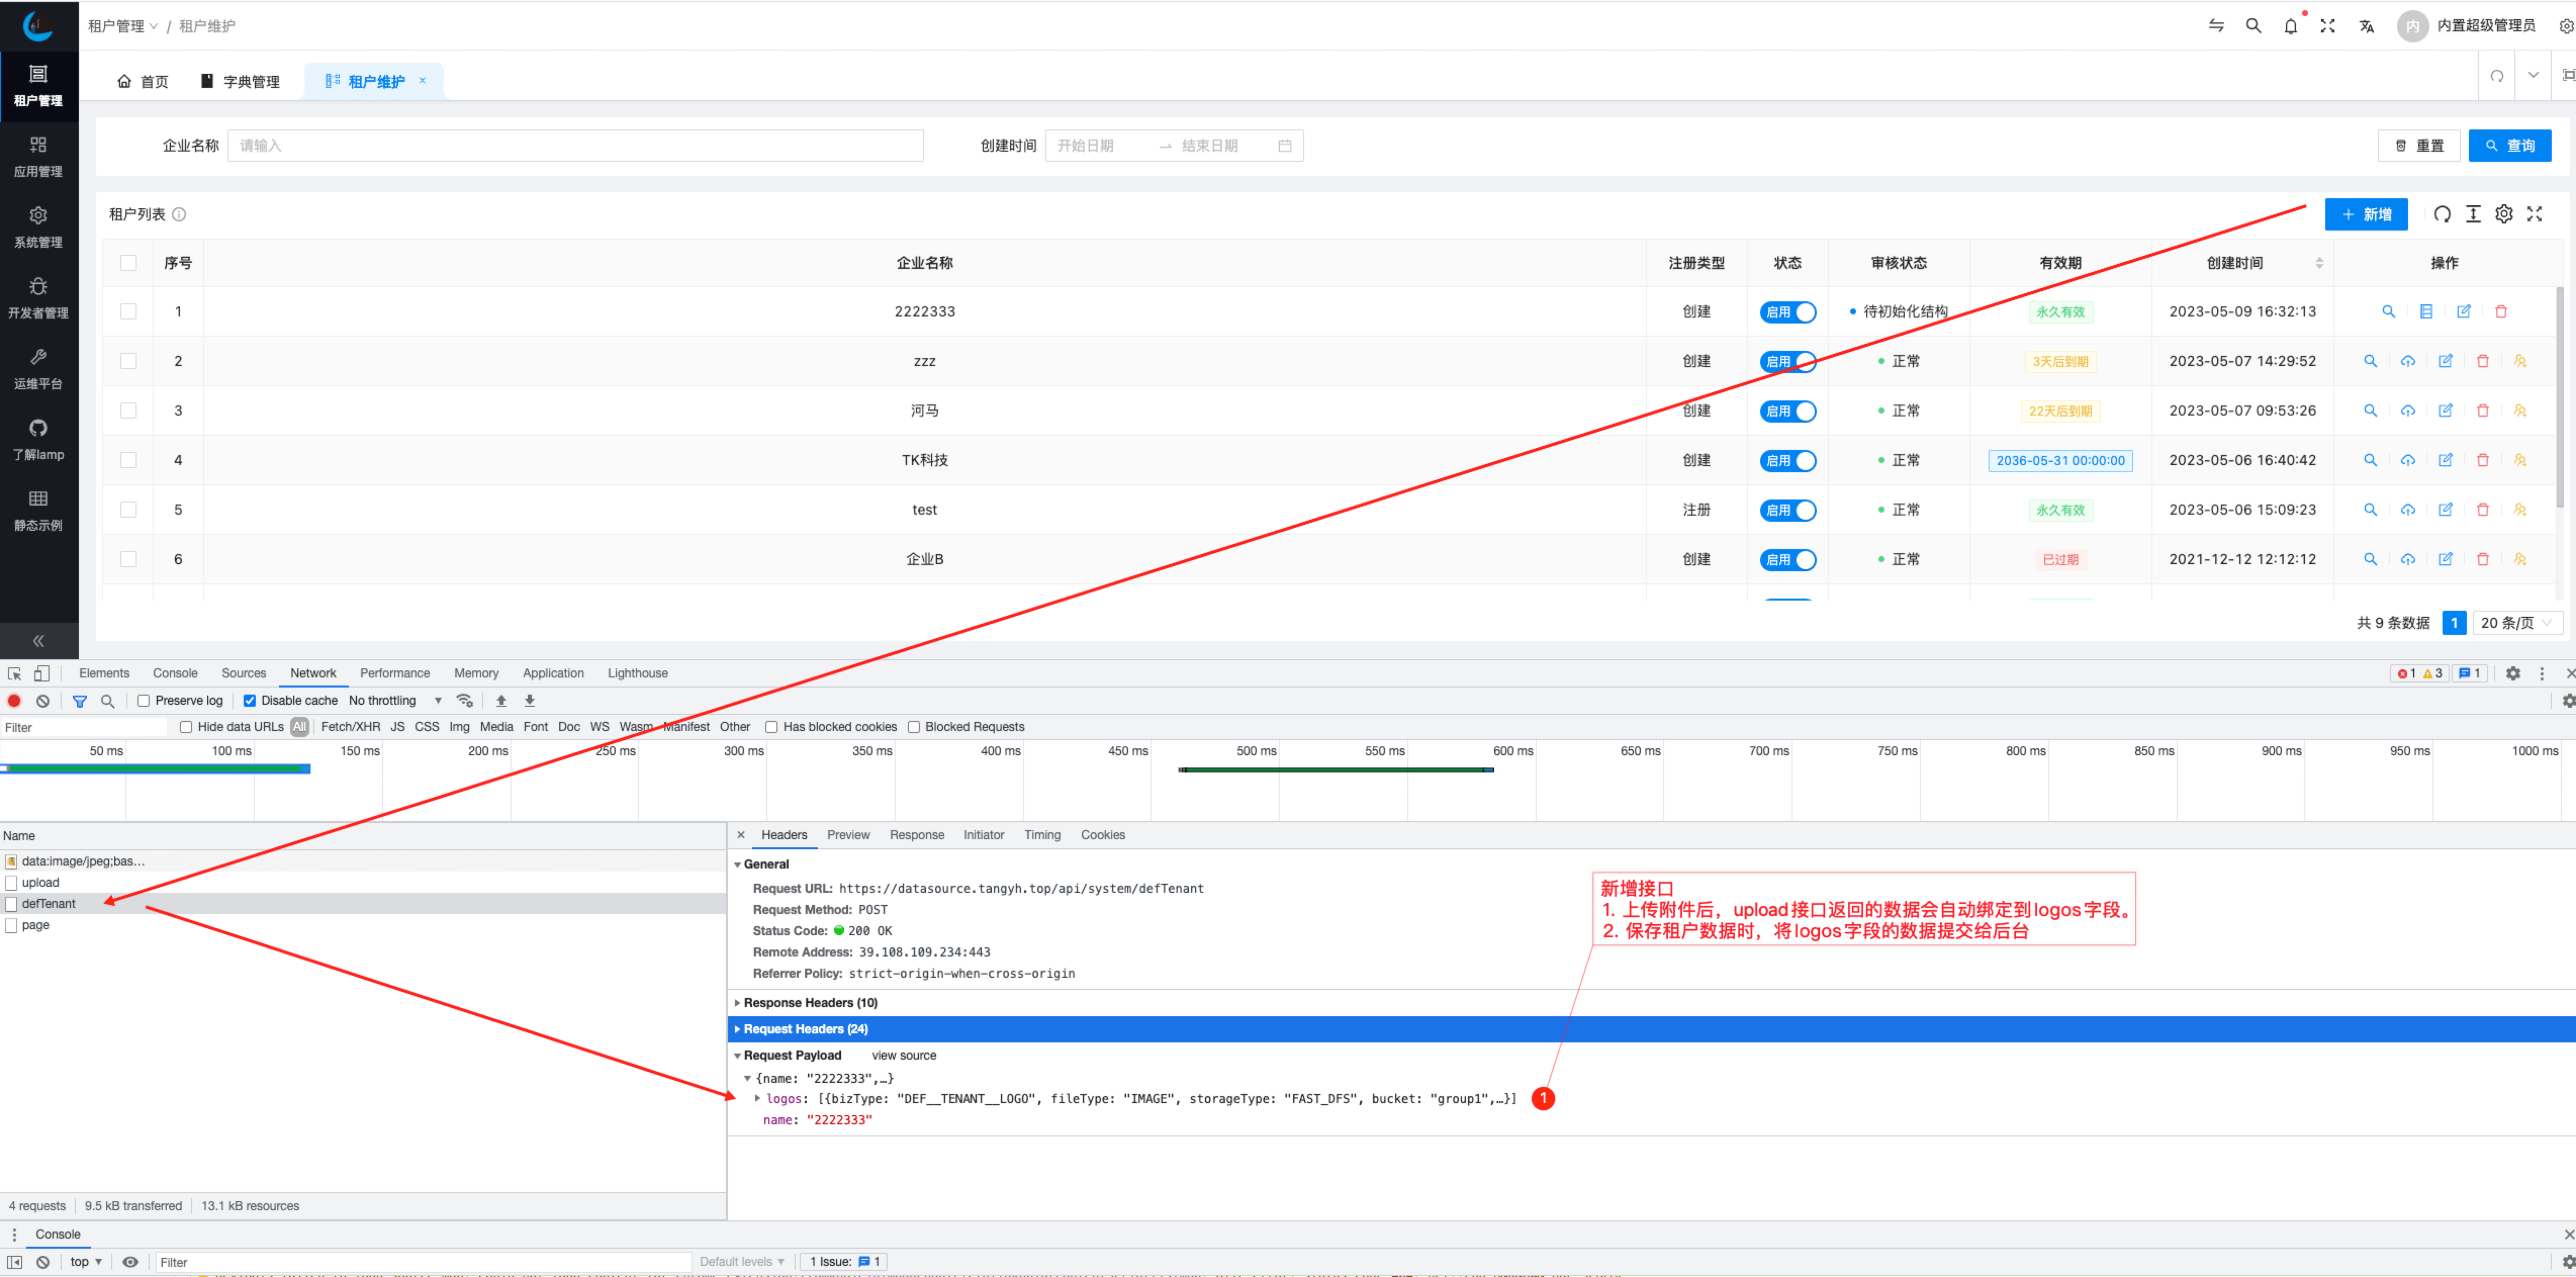 租户管理 / 租户维护
内 内置超级管理员
首页 字典管理 租户维护 ×
租户管理
应用管理
系统管理
开发者管理
运维平台
了解lamp
静态示例
企业名称 请输入 创建时间 开始日期 → 结束日期 重置 查询
租户列表 + 新增
序号 企业名称 注册类型 状态 审核状态 有效期 创建时间 操作
1 2222333 创建 启用 待初始化结构 永久有效 2023-05-09 16:32:13
2 zzz 创建 启用 正常 3天后到期 2023-05-07 14:29:52
3 河马 创建 启用 正常 22天后到期 2023-05-07 09:53:26
4 TK科技 创建 启用 正常 2036-05-31 00:00:00 2023-05-06 16:40:42
5 test 注册 启用 正常 永久有效 2023-05-06 15:09:23
6 企业B 创建 启用 正常 已过期 2021-12-12 12:12:12
共 9 条数据 1 20 条/页
Elements Console Sources Network Performance Memory Application Lighthouse 1 3 1
Preserve log Disable cache No throttling
Filter Hide data URLs All Fetch/XHR JS CSS Img Media Font Doc WS Wasm Manifest Other Has blocked cookies Blocked Requests
50 ms 100 ms 150 ms 200 ms 250 ms 300 ms 350 ms 400 ms 450 ms 500 ms 550 ms 600 ms 650 ms 700 ms 750 ms 800 ms 850 ms 900 ms 950 ms 1000 ms
Name
data:image/jpeg;bas…
upload
defTenant
page
× Headers Preview Response Initiator Timing Cookies
General
Request URL: https://datasource.tangyh.top/api/system/defTenant
Request Method: POST
Status Code: 200 OK
Remote Address: 39.108.109.234:443
Referrer Policy: strict-origin-when-cross-origin
新增接口
1. 上传附件后，upload接口返回的数据会自动绑定到logos字段。
2. 保存租户数据时，将logos字段的数据提交给后台
Response Headers (10)
Request Headers (24)
Request Payload view source
{name: "2222333",…}
logos: [{bizType: "DEF__TENANT__LOGO", fileType: "IMAGE", storageType: "FAST_DFS", bucket: "group1",…}] 1
name: "2222333"
4 requests 9.5 kB transferred 13.1 kB resources
Console
top Filter Default levels 1 Issue: 1